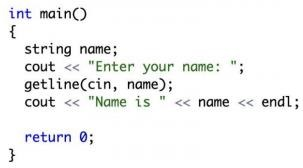 int main()
{
  string name;
  cout << "Enter your name: ";
  getline(cin, name);
  cout << "Name is " << name << endl;

  return 0;
}